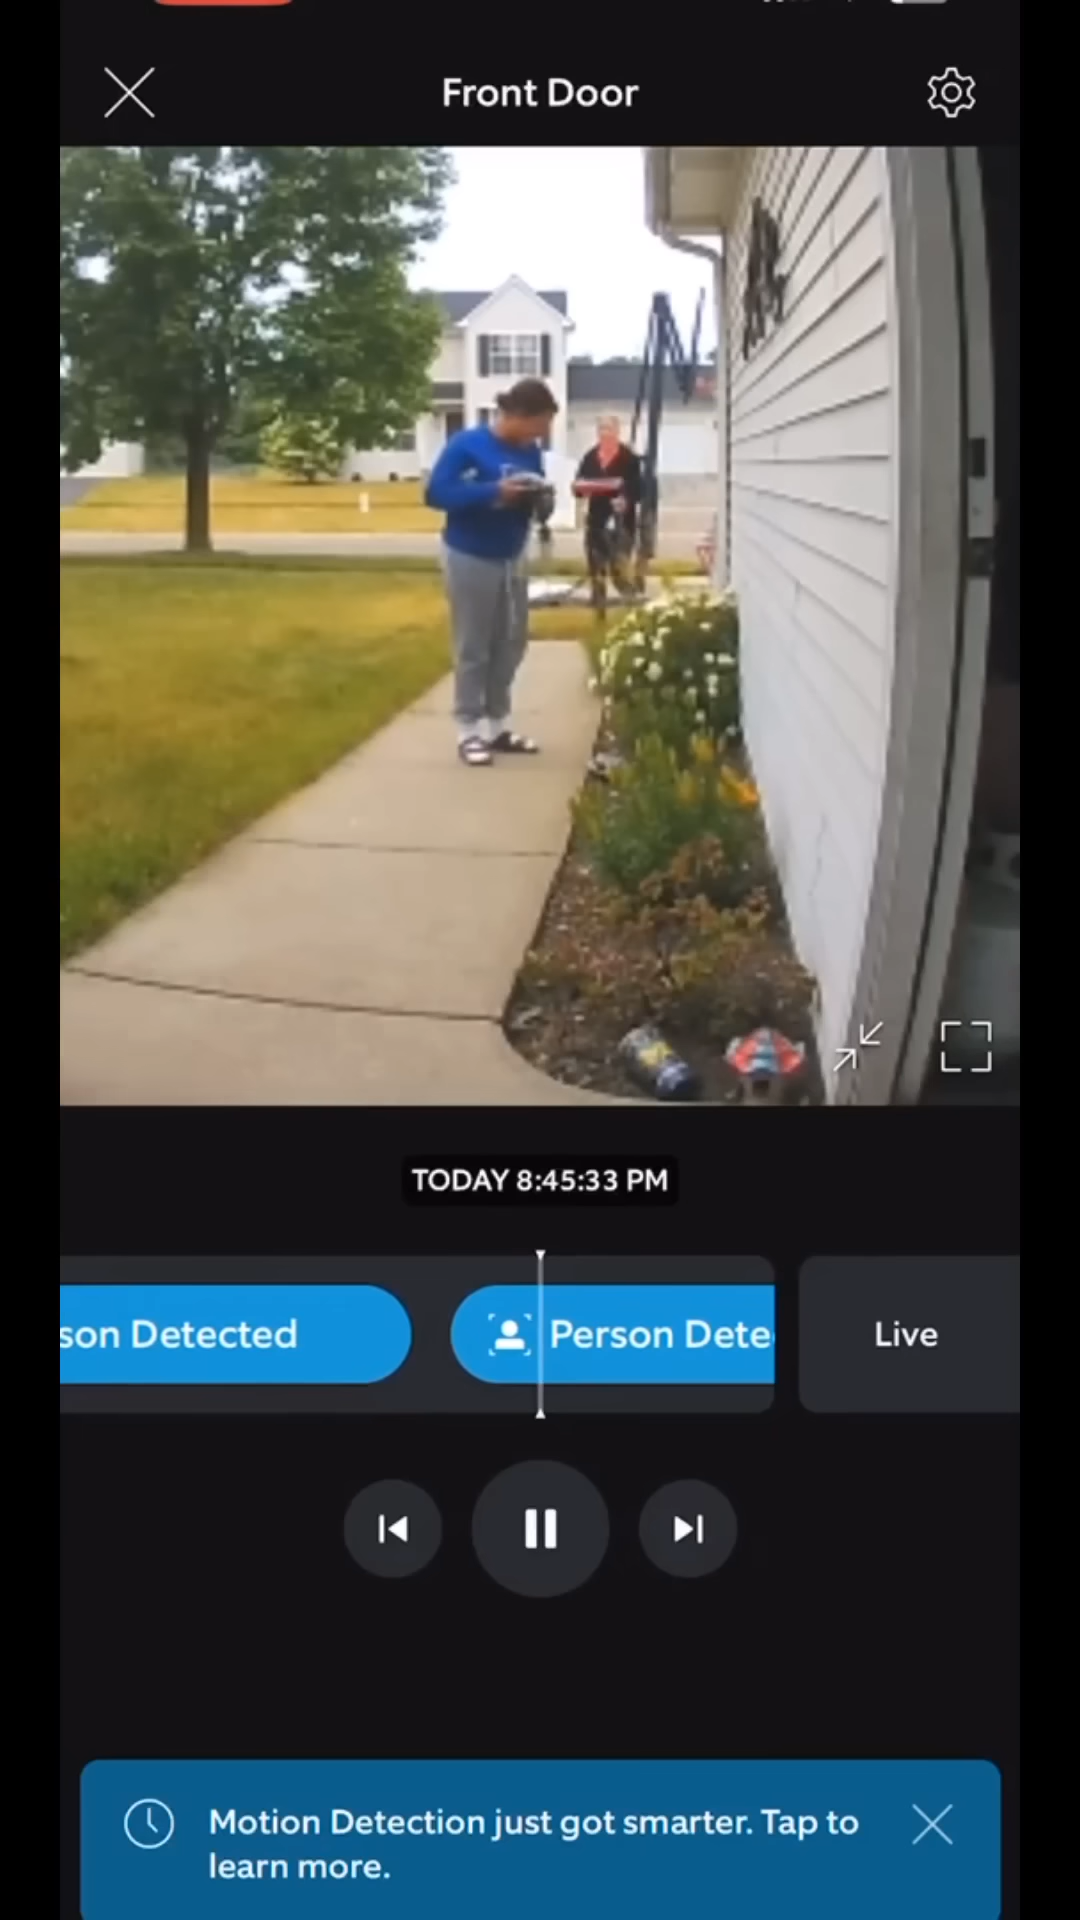 Front Door
TODAY 8:45:33 PM
son Detected
Person Dete
Live
Motion Detection just got smarter. Tap to
learn more.